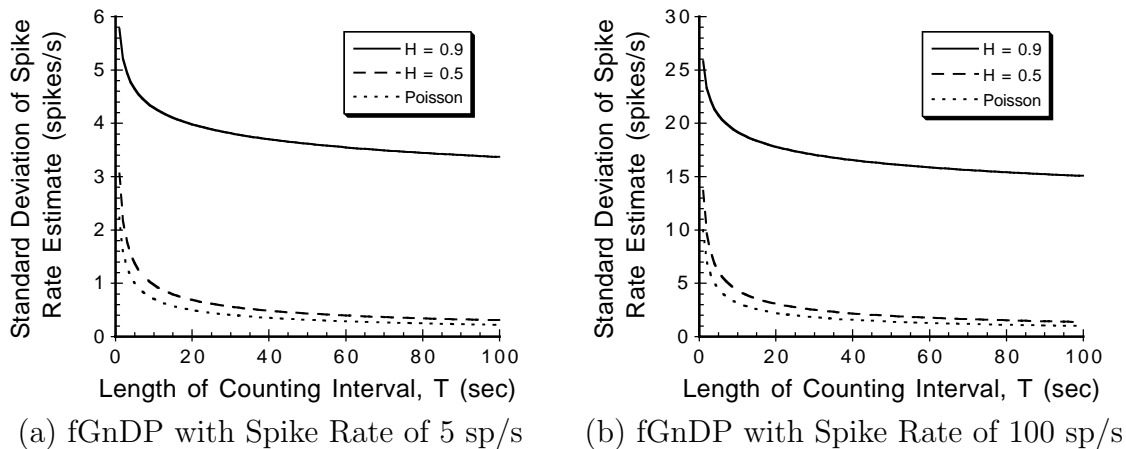 Standard Deviation of Spike
Rate Estimate (spikes/s)
6
5
4
3
2
1
0
H = 0.9
H = 0.5
Poisson
0 20 40 60 80 100
Length of Counting Interval, T (sec)
(a) fGnDP with Spike Rate of 5 sp/s
Standard Deviation of Spike
Rate Estimate (spikes/s)
30
25
20
15
10
5
0
H = 0.9
H = 0.5
Poisson
0 20 40 60 80 100
Length of Counting Interval, T (sec)
(b) fGnDP with Spike Rate of 100 sp/s